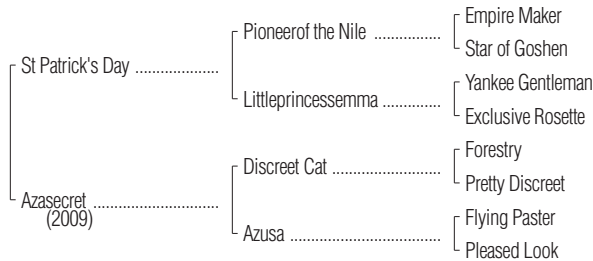 Empire Maker
Pioneerof the Nile ................
Star of Goshen
St Patrick's Day ....................
Yankee Gentleman
Littleprincessemma ..............
Exclusive Rosette
Forestry
Discreet Cat ..........................
Pretty Discreet
Azasecret ..............................
(2009)
Flying Paster
Azusa ....................................
Pleased Look